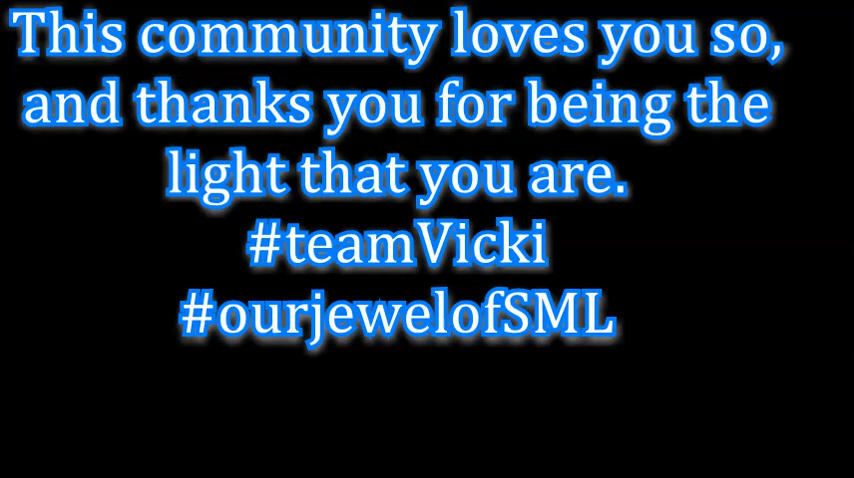 This community loves you so,
and thanks you for being the
light that you are.
#teamVicki
#ourjewelofSML